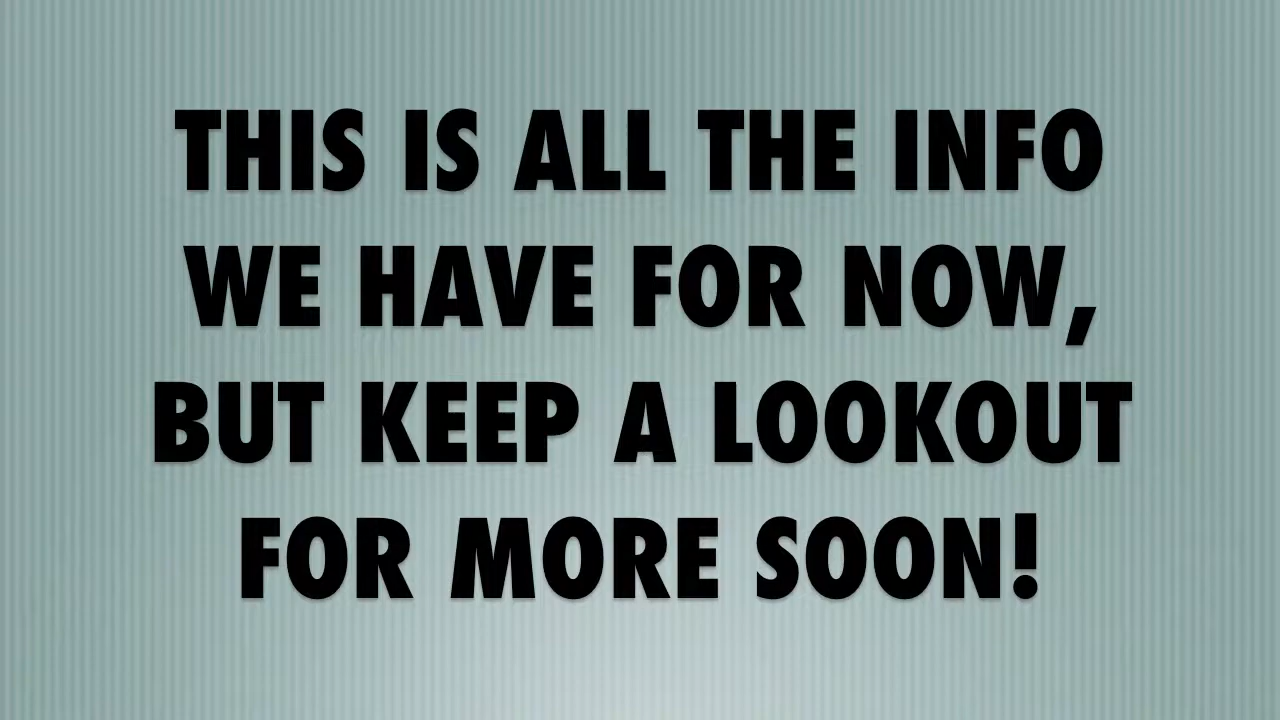 THIS IS ALL THE INFO
WE HAVE FOR NOW,
BUT KEEP A LOOKOUT
FOR MORE SOON!